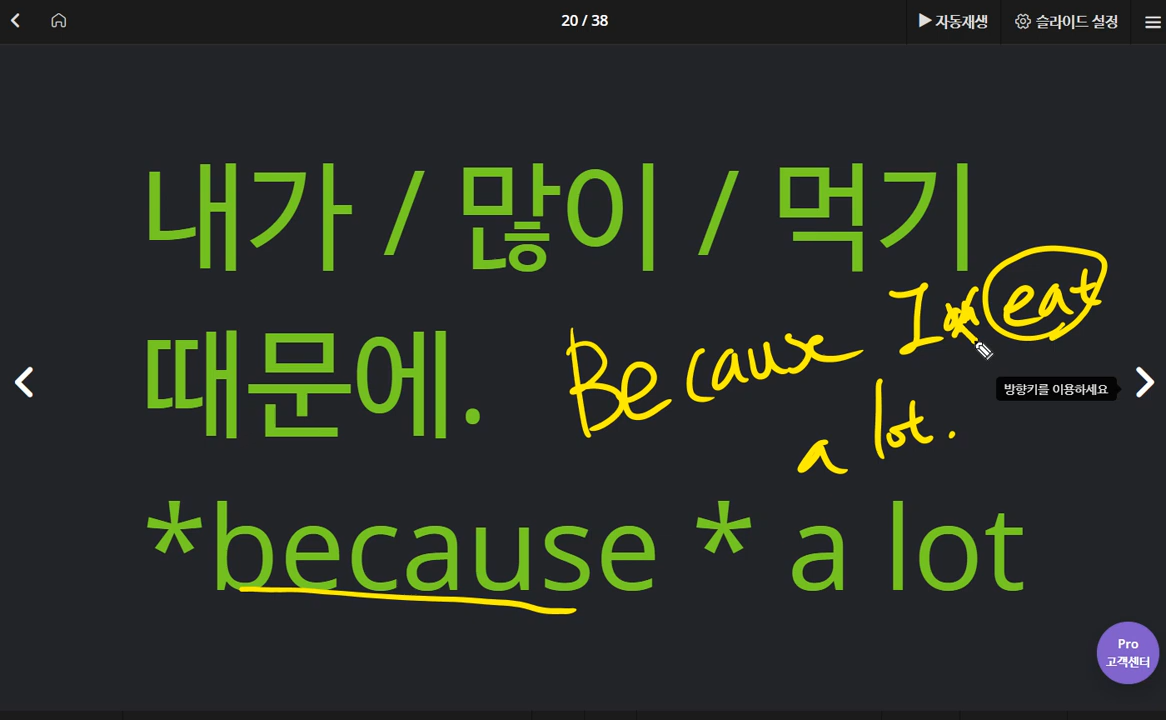 20 / 38
▶ 자동재생
슬라이드 설정
내가 / 많이 / 먹기
때문에.
Because I eat
a lot.
방향키를 이용하세요
*because * a lot
Pro
고객센터